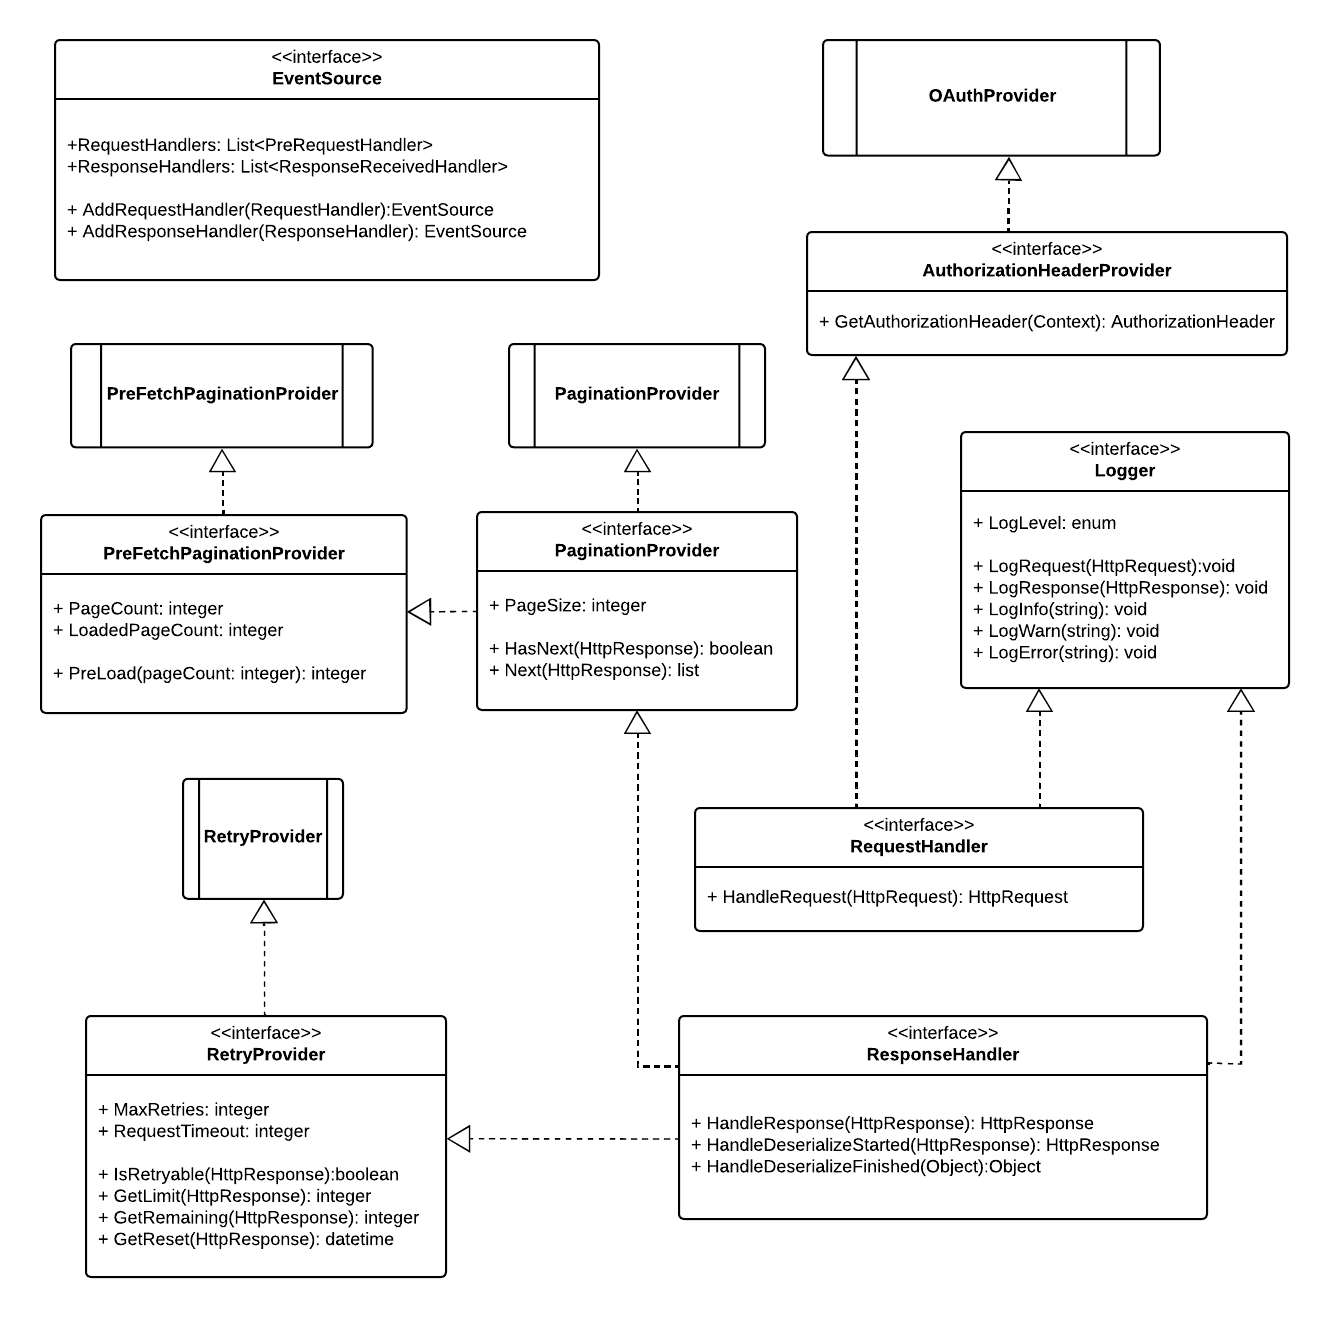 <<interface>>
EventSource
+RequestHandlers: List<PreRequestHandler>
+ResponseHandlers: List<ResponseReceivedHandler>
+ AddRequestHandler(RequestHandler):EventSource
+ AddResponseHandler(ResponseHandler): EventSource
OAuthProvider
<<interface>>
AuthorizationHeaderProvider
+ GetAuthorizationHeader(Context): AuthorizationHeader
PreFetchPaginationProider
PaginationProvider
<<interface>>
Logger
+ LogLevel: enum
+ LogRequest(HttpRequest):void
+ LogResponse(HttpResponse): void
+ LogInfo(string): void
+ LogWarn(string): void
+ LogError(string): void
<<interface>>
PreFetchPaginationProvider
+ PageCount: integer
+ LoadedPageCount: integer
+ PreLoad(pageCount: integer): integer
<<interface>>
PaginationProvider
+ PageSize: integer
+ HasNext(HttpResponse): boolean
+ Next(HttpResponse): list
RetryProvider
<<interface>>
RequestHandler
+ HandleRequest(HttpRequest): HttpRequest
<<interface>>
RetryProvider
+ MaxRetries: integer
+ RequestTimeout: integer
+ IsRetryable(HttpResponse):boolean
+ GetLimit(HttpResponse): integer
+ GetRemaining(HttpResponse): integer
+ GetReset(HttpResponse): datetime
<<interface>>
ResponseHandler
+ HandleResponse(HttpResponse): HttpResponse
+ HandleDeserializeStarted(HttpResponse): HttpResponse
+ HandleDeserializeFinished(Object):Object